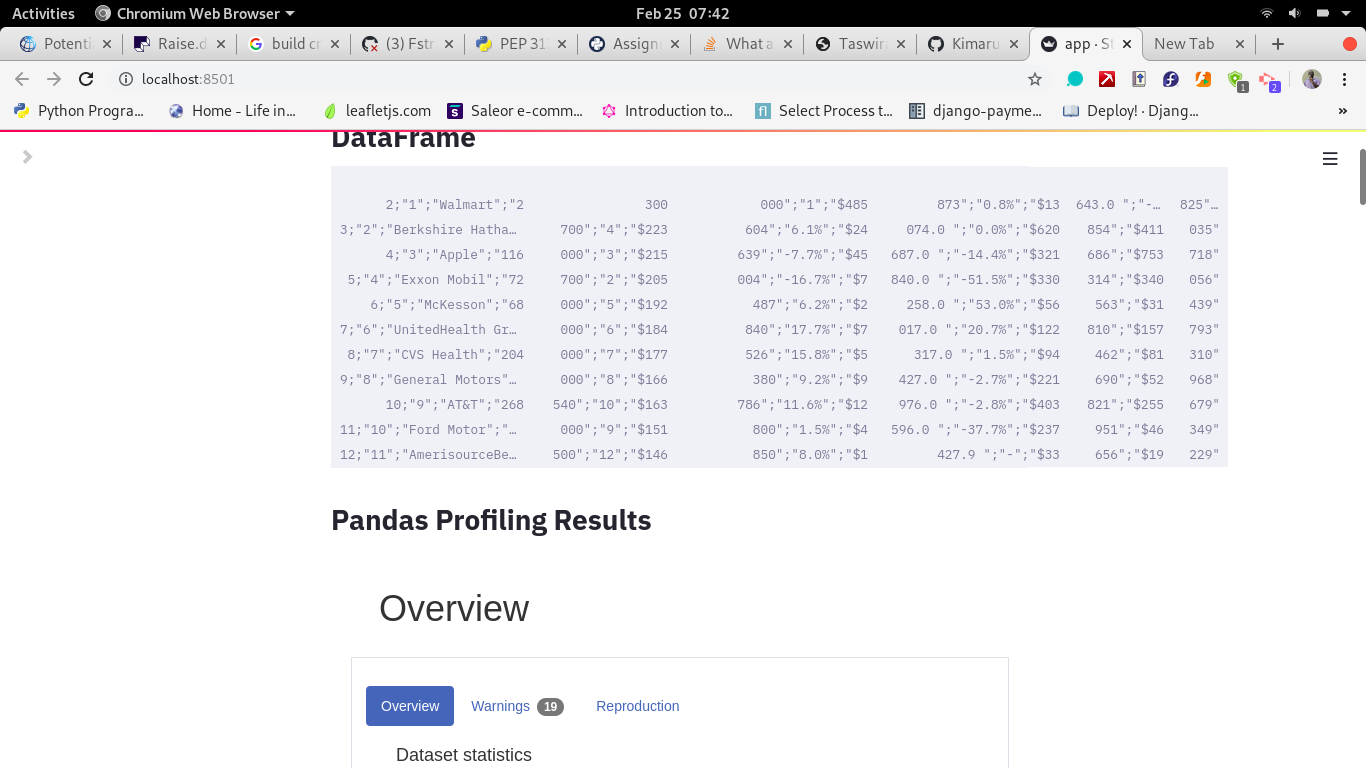 Activities Chromium Web Browser Feb 25 07:42
Potenti Raise.d build cr (3) Fstr PEP 31 Assign What a Taswir Kimaru app · St New Tab
localhost:8501 1 2
Python Progra... Home - Life in... leafletjs.com Saleor e-comm... Introduction to... Select Process t... django-payme... Deploy! · Djang... »
DataFrame
2;"1";"Walmart";"2 300 000";"1";"$485 873";"0.8%";"$13 643.0 ";"-… 825"…
3;"2";"Berkshire Hatha… 700";"4";"$223 604";"6.1%";"$24 074.0 ";"0.0%";"$620 854";"$411 035"
4;"3";"Apple";"116 000";"3";"$215 639";"-7.7%";"$45 687.0 ";"-14.4%";"$321 686";"$753 718"
5;"4";"Exxon Mobil";"72 700";"2";"$205 004";"-16.7%";"$7 840.0 ";"-51.5%";"$330 314";"$340 056"
6;"5";"McKesson";"68 000";"5";"$192 487";"6.2%";"$2 258.0 ";"53.0%";"$56 563";"$31 439"
7;"6";"UnitedHealth Gr… 000";"6";"$184 840";"17.7%";"$7 017.0 ";"20.7%";"$122 810";"$157 793"
8;"7";"CVS Health";"204 000";"7";"$177 526";"15.8%";"$5 317.0 ";"1.5%";"$94 462";"$81 310"
9;"8";"General Motors"… 000";"8";"$166 380";"9.2%";"$9 427.0 ";"-2.7%";"$221 690";"$52 968"
10;"9";"AT&T";"268 540";"10";"$163 786";"11.6%";"$12 976.0 ";"-2.8%";"$403 821";"$255 679"
11;"10";"Ford Motor";"… 000";"9";"$151 800";"1.5%";"$4 596.0 ";"-37.7%";"$237 951";"$46 349"
12;"11";"AmerisourceBe… 500";"12";"$146 850";"8.0%";"$1 427.9 ";"-";"$33 656";"$19 229"
Pandas Profiling Results
Overview
Overview Warnings 19 Reproduction
Dataset statistics